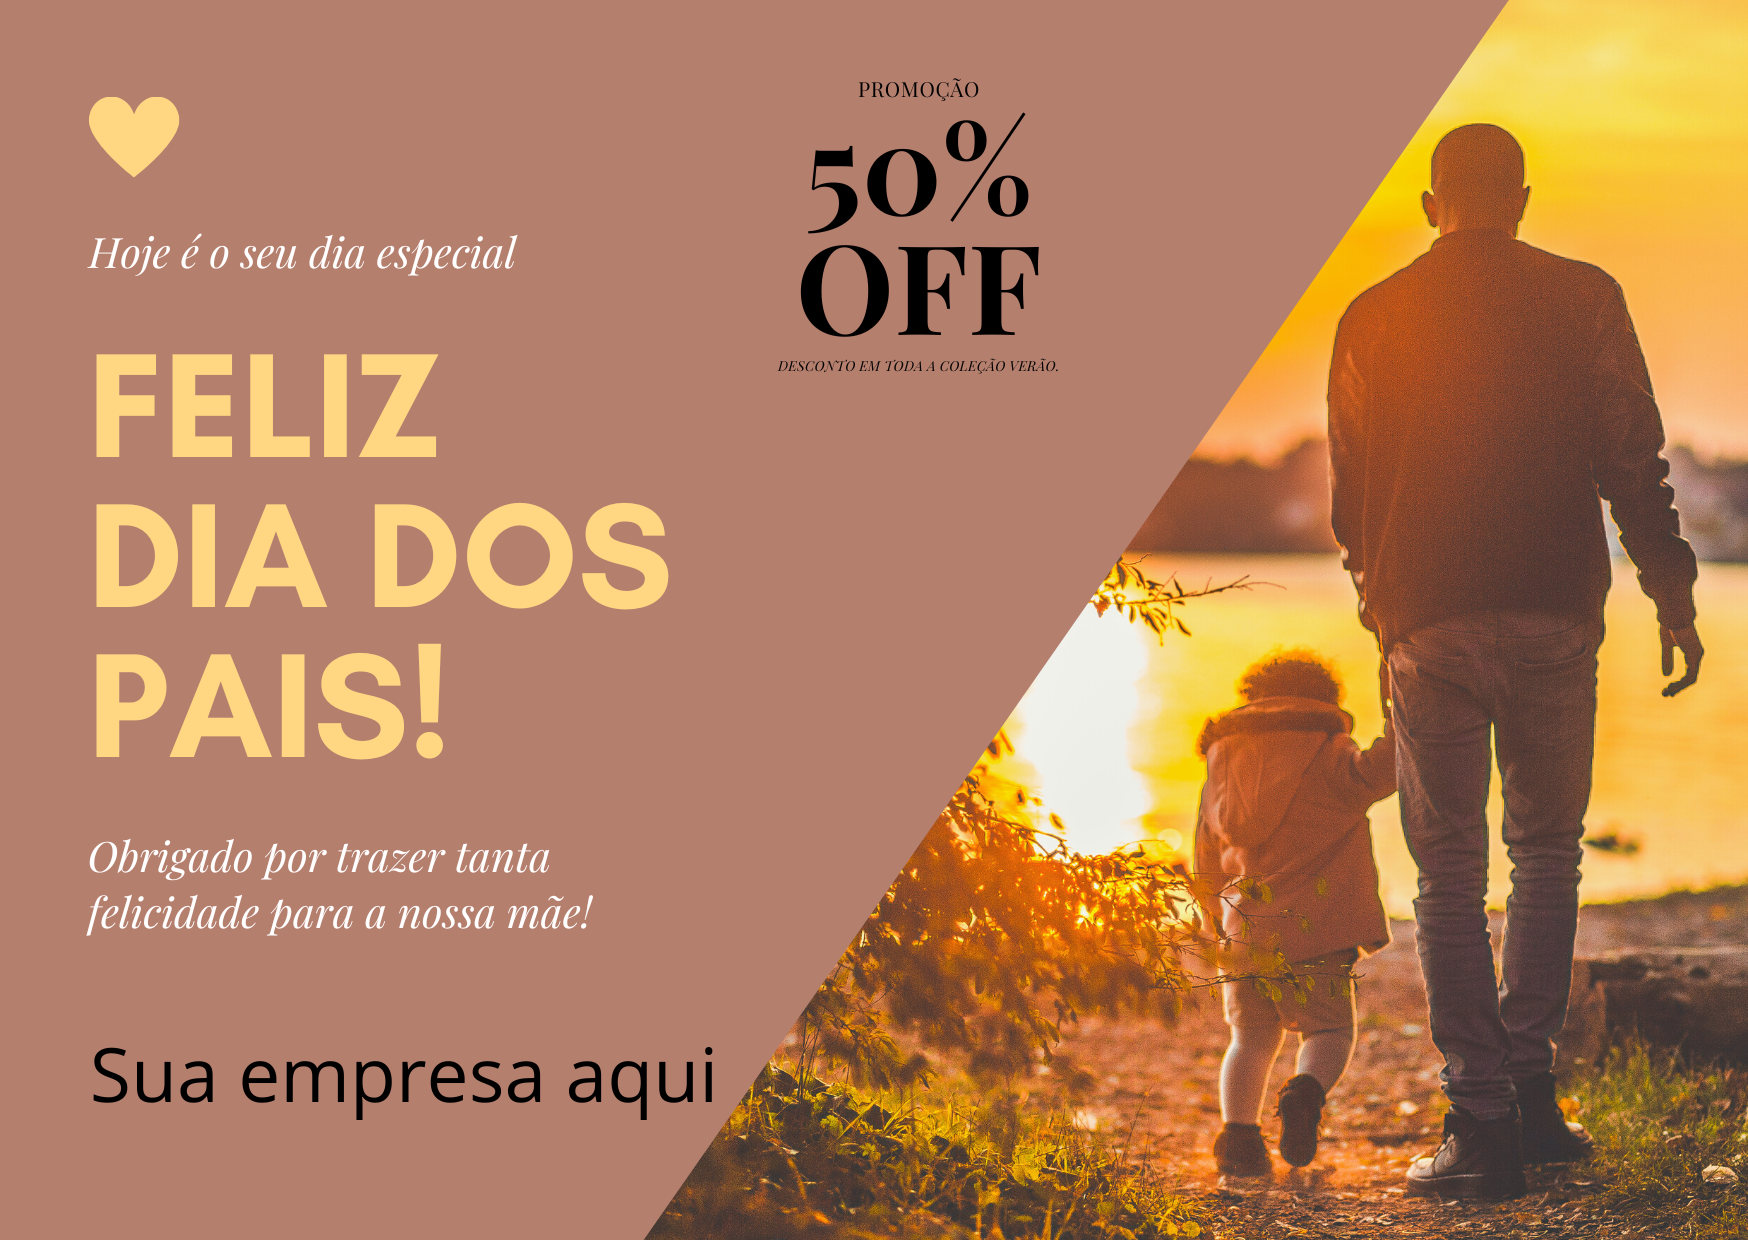 Hoje é o seu dia especial
FELIZ
DIA DOS
PAIS!
Obrigado por trazer tanta
felicidade para a nossa mãe!
Sua empresa aqui
PROMOÇÃO
50%
OFF
DESCONTO EM TODA A COLEÇÃO VERÃO.